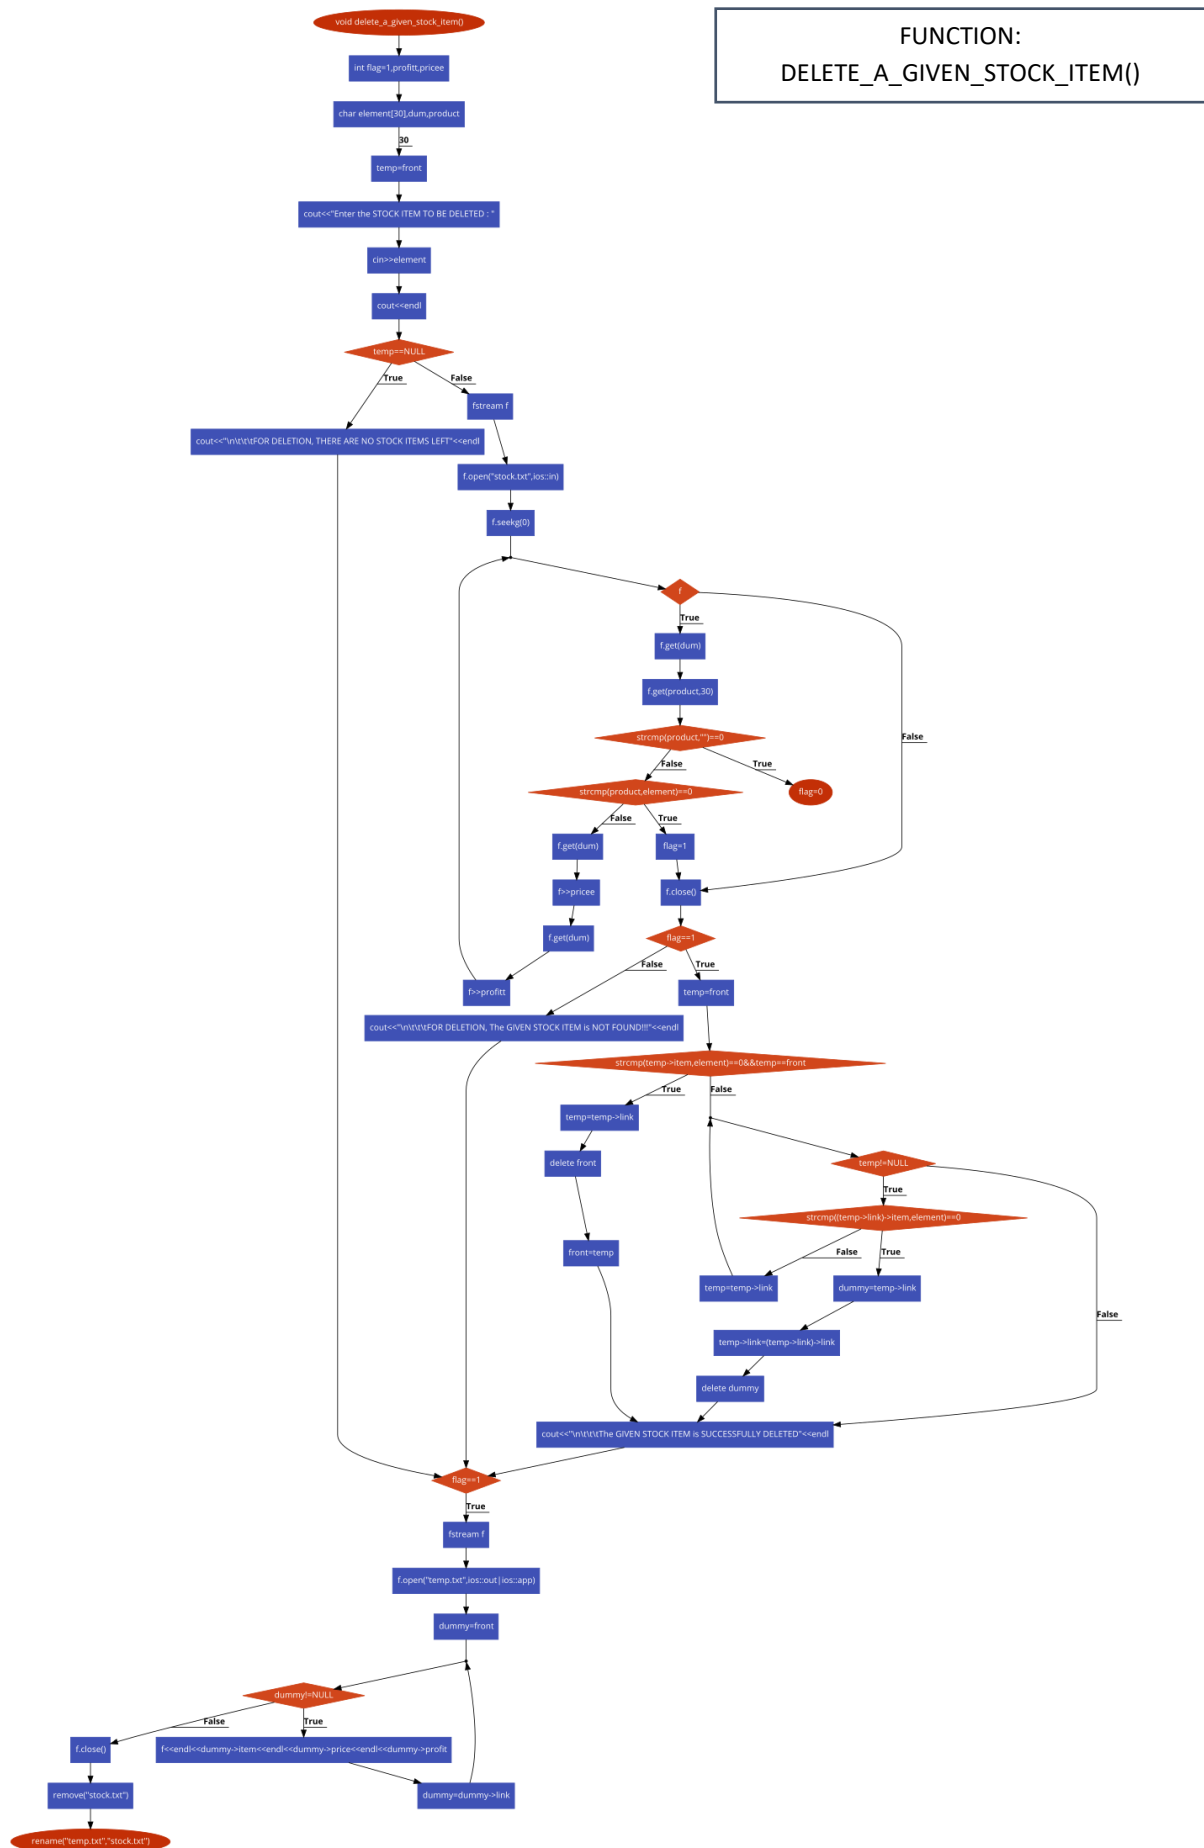 FUNCTION:
DELETE_A_GIVEN_STOCK_ITEM()
void delete_a_given_stock_item()
int flag=1,profitt,pricee
char element[30],dum,product
30
temp=front
cout<<"Enter the STOCK ITEM TO BE DELETED : "
cin>>element
cout<<endl
temp==NULL
True
False
fstream f
cout<<"\n\t\t\tFOR DELETION, THERE ARE NO STOCK ITEMS LEFT"<<endl
f.open("stock.txt",ios::in)
f.seekg(0)
f
True
f.get(dum)
f.get(product,30)
strcmp(product,"")==0
False
False
True
strcmp(product,element)==0
flag=0
False
True
f.get(dum)
flag=1
f>>pricee
f.close()
f.get(dum)
flag==1
False
True
f>>profitt
temp=front
cout<<"\n\t\t\tFOR DELETION, The GIVEN STOCK ITEM is NOT FOUND!!!"<<endl
strcmp(temp->item,element)==0&&temp==front
True
False
temp=temp->link
delete front
temp!=NULL
True
strcmp((temp->link)->item,element)==0
front=temp
False
True
temp=temp->link
dummy=temp->link
False
temp->link=(temp->link)->link
delete dummy
cout<<"\n\t\t\tThe GIVEN STOCK ITEM is SUCCESSFULLY DELETED"<<endl
flag==1
True
fstream f
f.open("temp.txt",ios::out|ios::app)
dummy=front
dummy!=NULL
False
True
f.close()
f<<endl<<dummy->item<<endl<<dummy->price<<endl<<dummy->profit
remove("stock.txt")
dummy=dummy->link
rename("temp.txt","stock.txt")